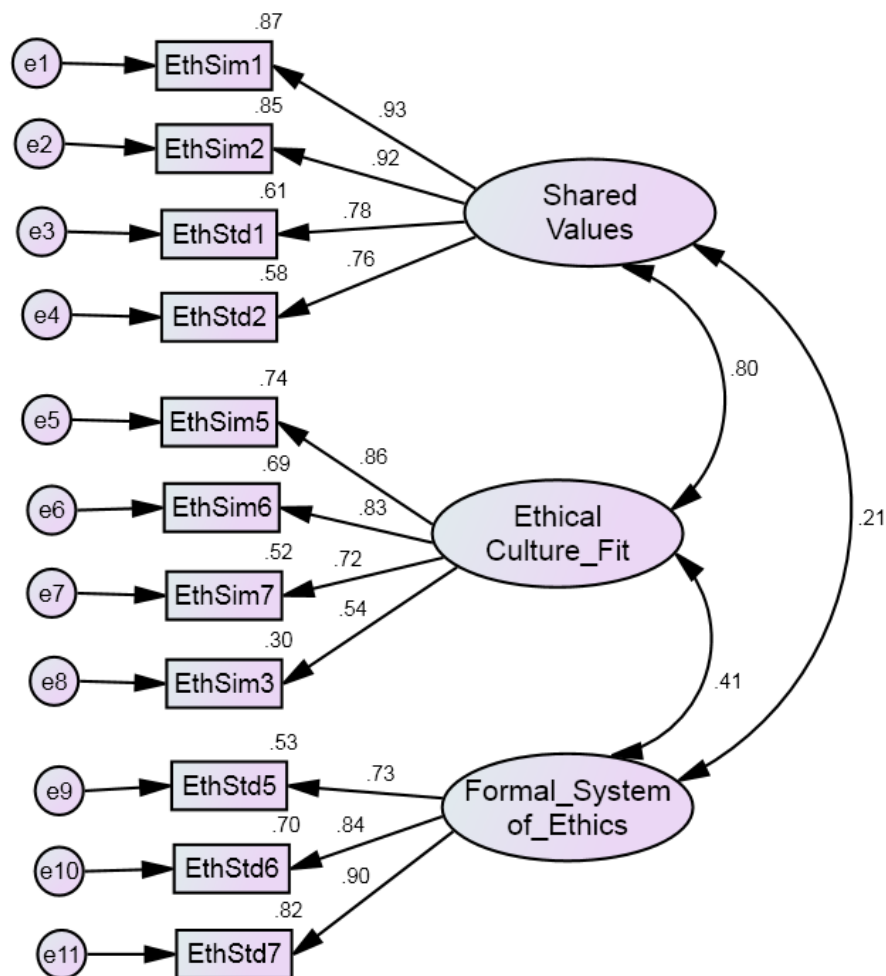 .87
e1
EthSim1
.93
.85
e2
EthSim2
.92
.61
e3
EthStd1
.78
.58
e4
EthStd2
.76
Shared
Values
.80
.74
e5
EthSim5
.86
.69
e6
EthSim6
.83
.52
e7
EthSim7
.72
.30
e8
EthSim3
.54
Ethical
Culture_Fit
.21
.41
.53
e9
EthStd5
.73
.70
e10
EthStd6
.84
.82
e11
EthStd7
.90
Formal_System
of_Ethics